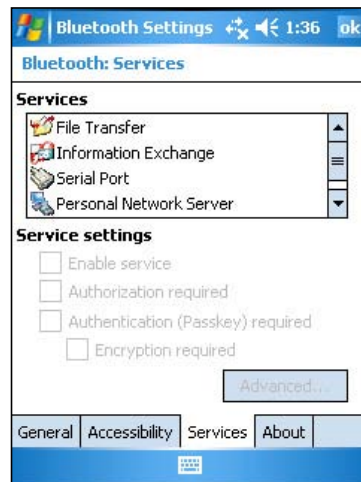 Bluetooth Settings 1:36 ok
Bluetooth: Services
Services
File Transfer
Information Exchange
Serial Port
Personal Network Server
Service settings
Enable service
Authorization required
Authentication (Passkey) required
Encryption required
Advanced...
General Accessibility Services About